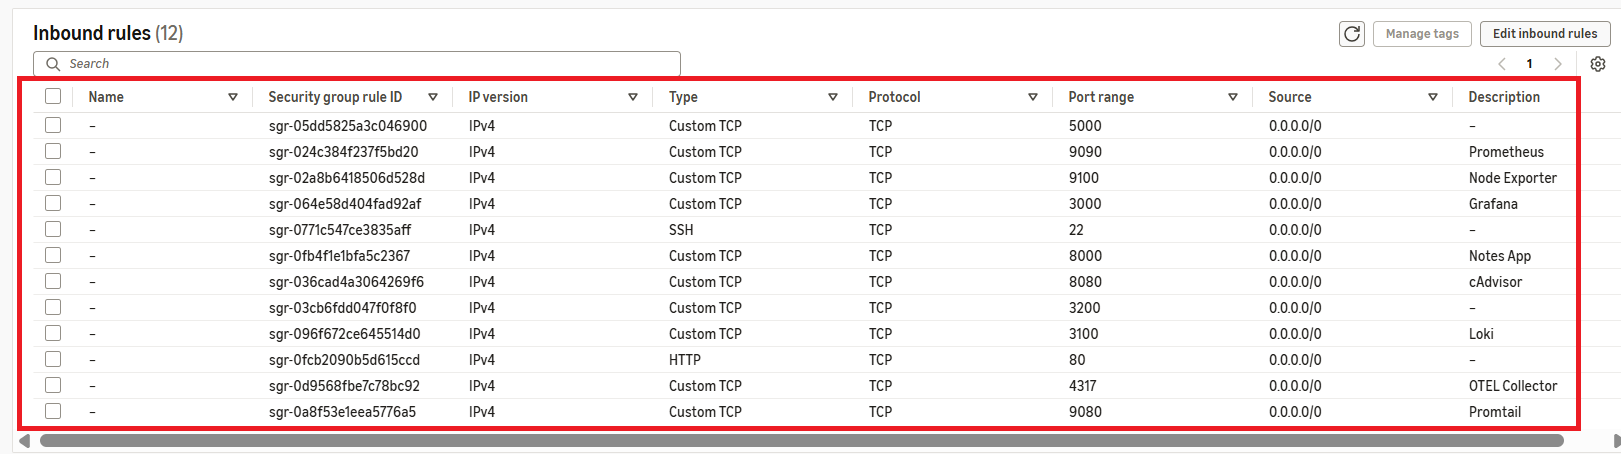 Inbound rules (12)
Manage tags
Edit inbound rules
Search
1
Name Security group rule ID IP version Type Protocol Port range Source Description
– sgr-05dd5825a3c046900 IPv4 Custom TCP TCP 5000 0.0.0.0/0 –
– sgr-024c384f237f5bd20 IPv4 Custom TCP TCP 9090 0.0.0.0/0 Prometheus
– sgr-02a8b6418506d528d IPv4 Custom TCP TCP 9100 0.0.0.0/0 Node Exporter
– sgr-064e58d404fad92af IPv4 Custom TCP TCP 3000 0.0.0.0/0 Grafana
– sgr-0771c547ce3835aff IPv4 SSH TCP 22 0.0.0.0/0 –
– sgr-0fb4f1e1bfa5c2367 IPv4 Custom TCP TCP 8000 0.0.0.0/0 Notes App
– sgr-036cad4a3064269f6 IPv4 Custom TCP TCP 8080 0.0.0.0/0 cAdvisor
– sgr-03cb6fdd047f0f8f0 IPv4 Custom TCP TCP 3200 0.0.0.0/0 –
– sgr-096f672ce645514d0 IPv4 Custom TCP TCP 3100 0.0.0.0/0 Loki
– sgr-0fcb2090b5d615ccd IPv4 HTTP TCP 80 0.0.0.0/0 –
– sgr-0d9568fbe7c78bc92 IPv4 Custom TCP TCP 4317 0.0.0.0/0 OTEL Collector
– sgr-0a8f53e1eea5776a5 IPv4 Custom TCP TCP 9080 0.0.0.0/0 Promtail